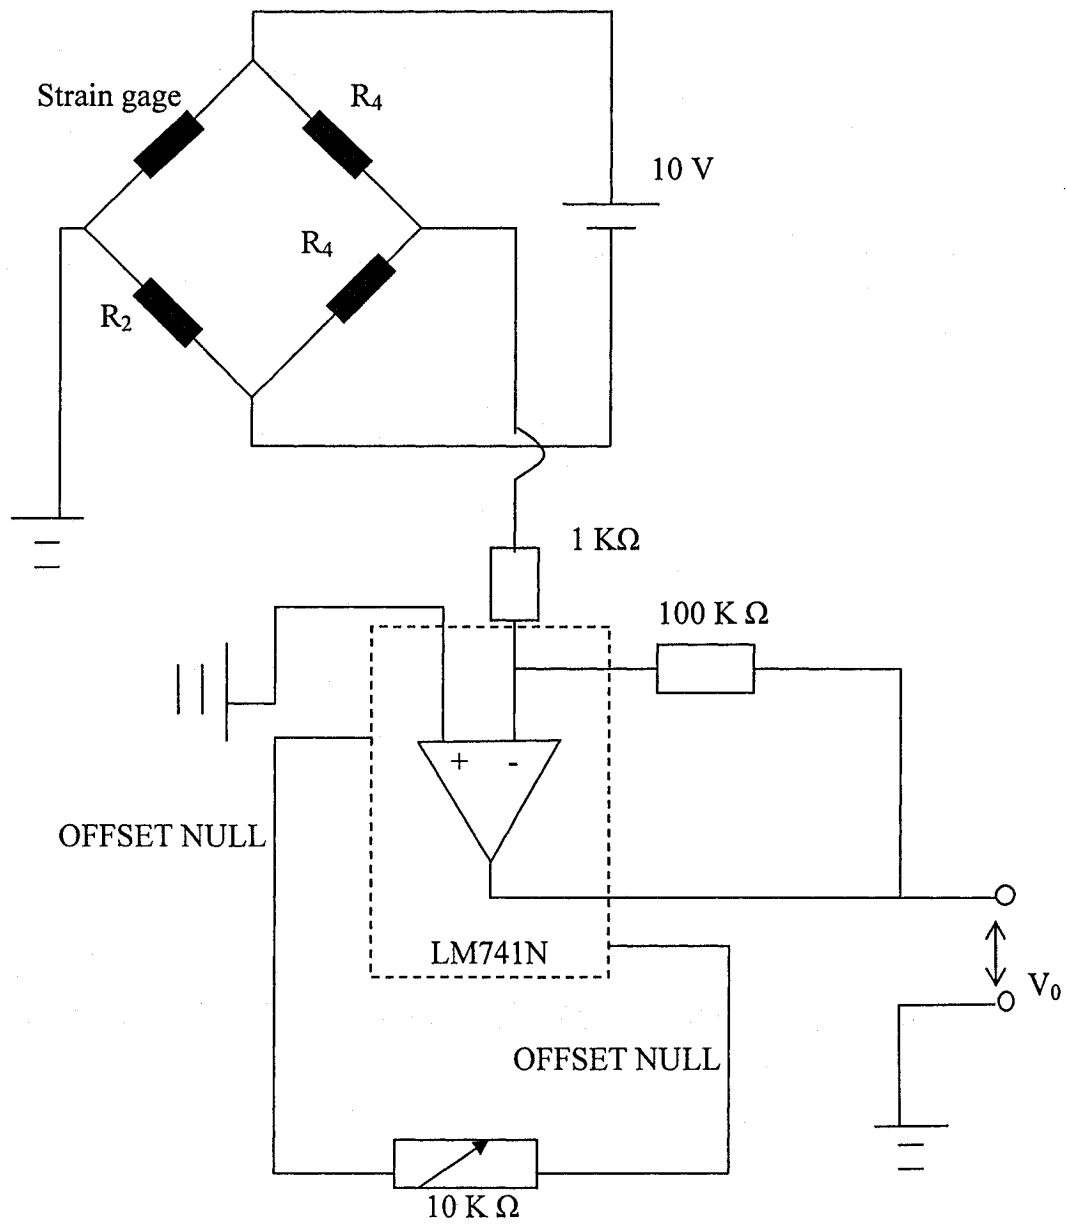 Strain gage
R₄
10 V
R₄
R₂
1 KΩ
100 K Ω
+ -
OFFSET NULL
LM741N
V₀
OFFSET NULL
10 K Ω